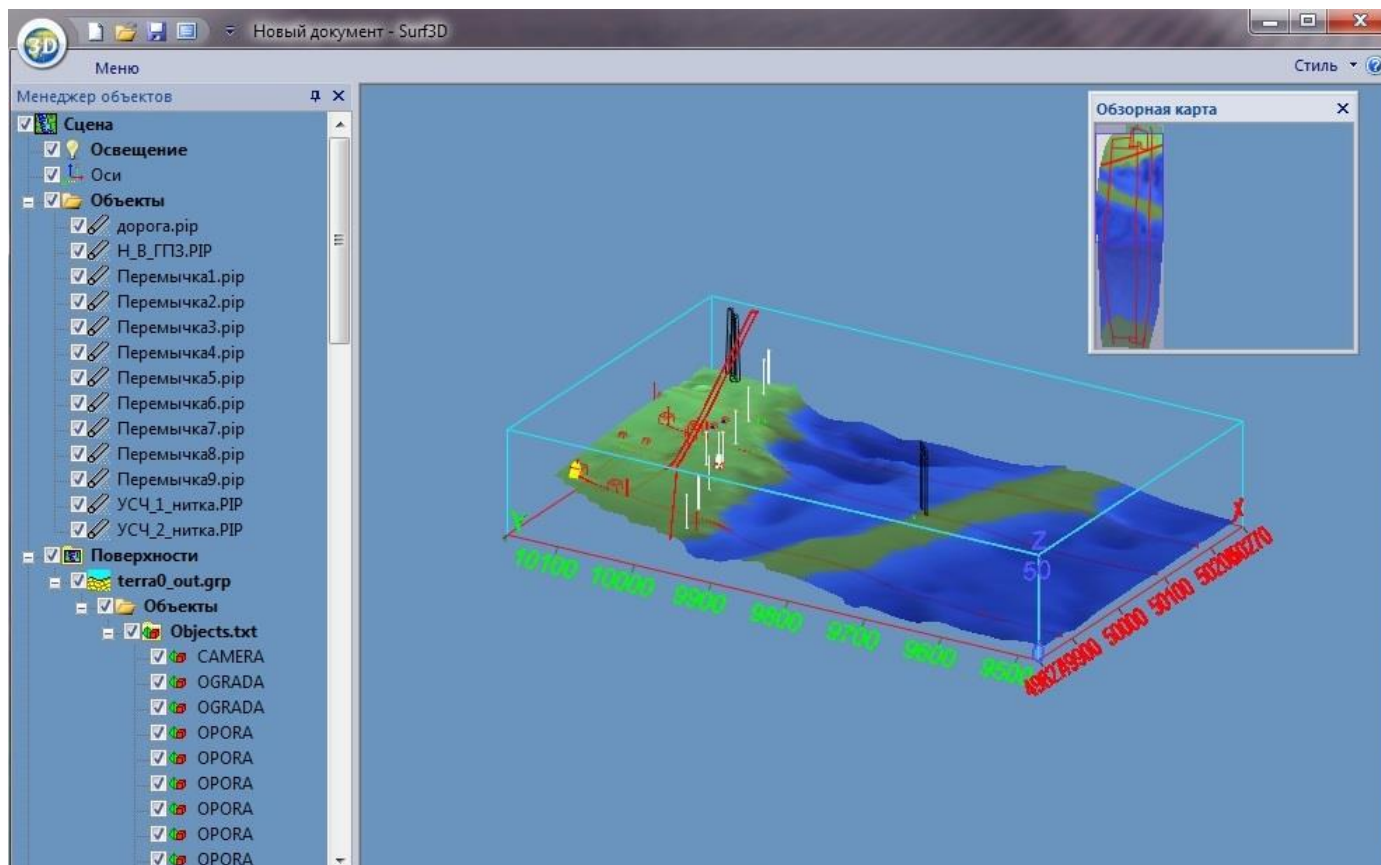 3D
Новый документ - Surf3D
Меню
Стиль
Менеджер объектов
Сцена
Освещение
Оси
Объекты
дорога.pip
Н_В_ГПЗ.PIP
Перемычка1.pip
Перемычка2.pip
Перемычка3.pip
Перемычка4.pip
Перемычка5.pip
Перемычка6.pip
Перемычка7.pip
Перемычка8.pip
Перемычка9.pip
УСЧ_1_нитка.PIP
УСЧ_2_нитка.PIP
Поверхности
terra0_out.grp
Объекты
Objects.txt
CAMERA
OGRADA
OGRADA
OPORA
OPORA
OPORA
OPORA
OPORA
OPORA
Обзорная карта
Y
10100 10000 9900 9800 9700 9600 9500
Z
50
X
49900 50000 50100